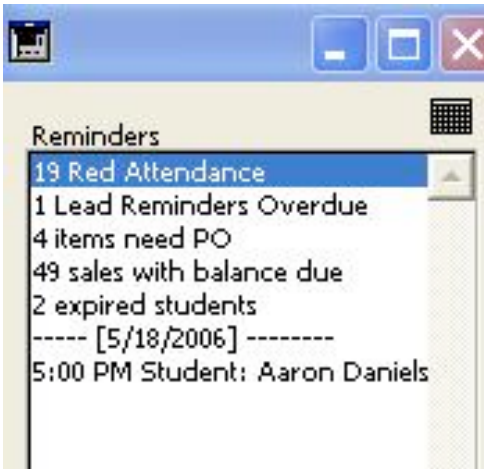 Reminders
19 Red Attendance
1 Lead Reminders Overdue
4 items need PO
49 sales with balance due
2 expired students
----- [5/18/2006] --------
5:00 PM Student: Aaron Daniels